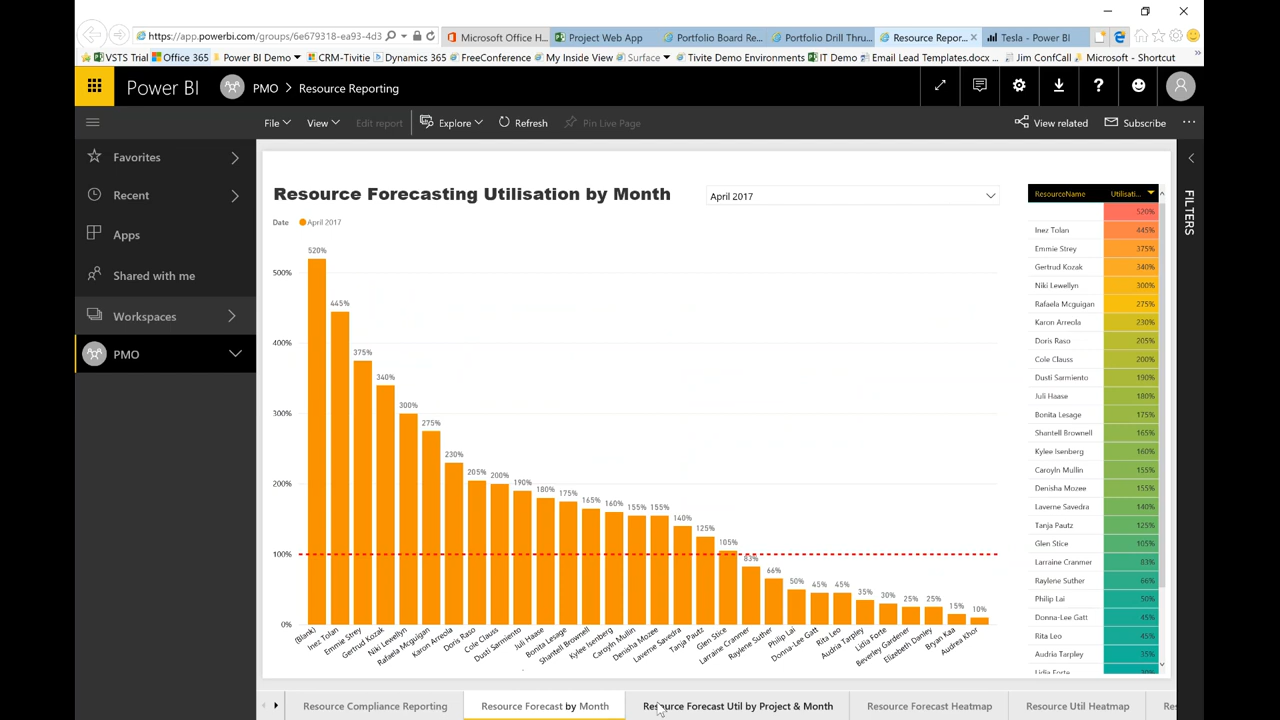 https://app.powerbi.com/groups/6e679318-ea93-4d3
Microsoft Office H...
Project Web App
Portfolio Board Re...
Portfolio Drill Thru...
Resource Repor...
Tesla - Power BI
VSTS Trial
Office 365
Power BI Demo
CRM-Tivitie
Dynamics 365
FreeConference
My Inside View
Surface
Tivite Demo Environments
IT Demo
Email Lead Templates.docx ...
Jim ConfCall
Microsoft - Shortcut
Power BI
PMO > Resource Reporting
File
View
Edit report
Explore
Refresh
Pin Live Page
View related
Subscribe
Favorites
Recent
Apps
Shared with me
Workspaces
PMO
Resource Forecasting Utilisation by Month
April 2017
Date
April 2017
500%
400%
300%
200%
100%
0%
520%
445%
375%
340%
300%
275%
230%
205%
200%
190%
180%
175%
165%
160%
155%
155%
140%
125%
105%
83%
66%
50%
45%
45%
35%
30%
25%
25%
15%
10%
(Blank)
Inez Tolan
Emmie Strey
Gertrud Kozak
Niki Lewellyn
Rafaela Mcguigan
Karon Arreola
Doris Raso
Cole Clauss
Dusti Sarmiento
Juli Haase
Bonita Lesage
Shantell Brownell
Kylee Isenberg
Caroyln Mullin
Denisha Mozee
Laverne Savedra
Tanja Pautz
Glen Stice
Larraine Cranmer
Raylene Suther
Philip Lai
Donna-Lee Gatt
Rita Leo
Audria Tarpley
Lidia Forte
Beverley Gardener
Elizebeth Danley
Bryan Kaa
Audrea Khor
ResourceName Utilisati...
520%
Inez Tolan 445%
Emmie Strey 375%
Gertrud Kozak 340%
Niki Lewellyn 300%
Rafaela Mcguigan 275%
Karon Arreola 230%
Doris Raso 205%
Cole Clauss 200%
Dusti Sarmiento 190%
Juli Haase 180%
Bonita Lesage 175%
Shantell Brownell 165%
Kylee Isenberg 160%
Caroyln Mullin 155%
Denisha Mozee 155%
Laverne Savedra 140%
Tanja Pautz 125%
Glen Stice 105%
Larraine Cranmer 83%
Raylene Suther 66%
Philip Lai 50%
Donna-Lee Gatt 45%
Rita Leo 45%
Audria Tarpley 35%
Lidia Forte 30%
FILTERS
Resource Compliance Reporting
Resource Forecast by Month
Resource Forecast Util by Project & Month
Resource Forecast Heatmap
Resource Util Heatmap
Res